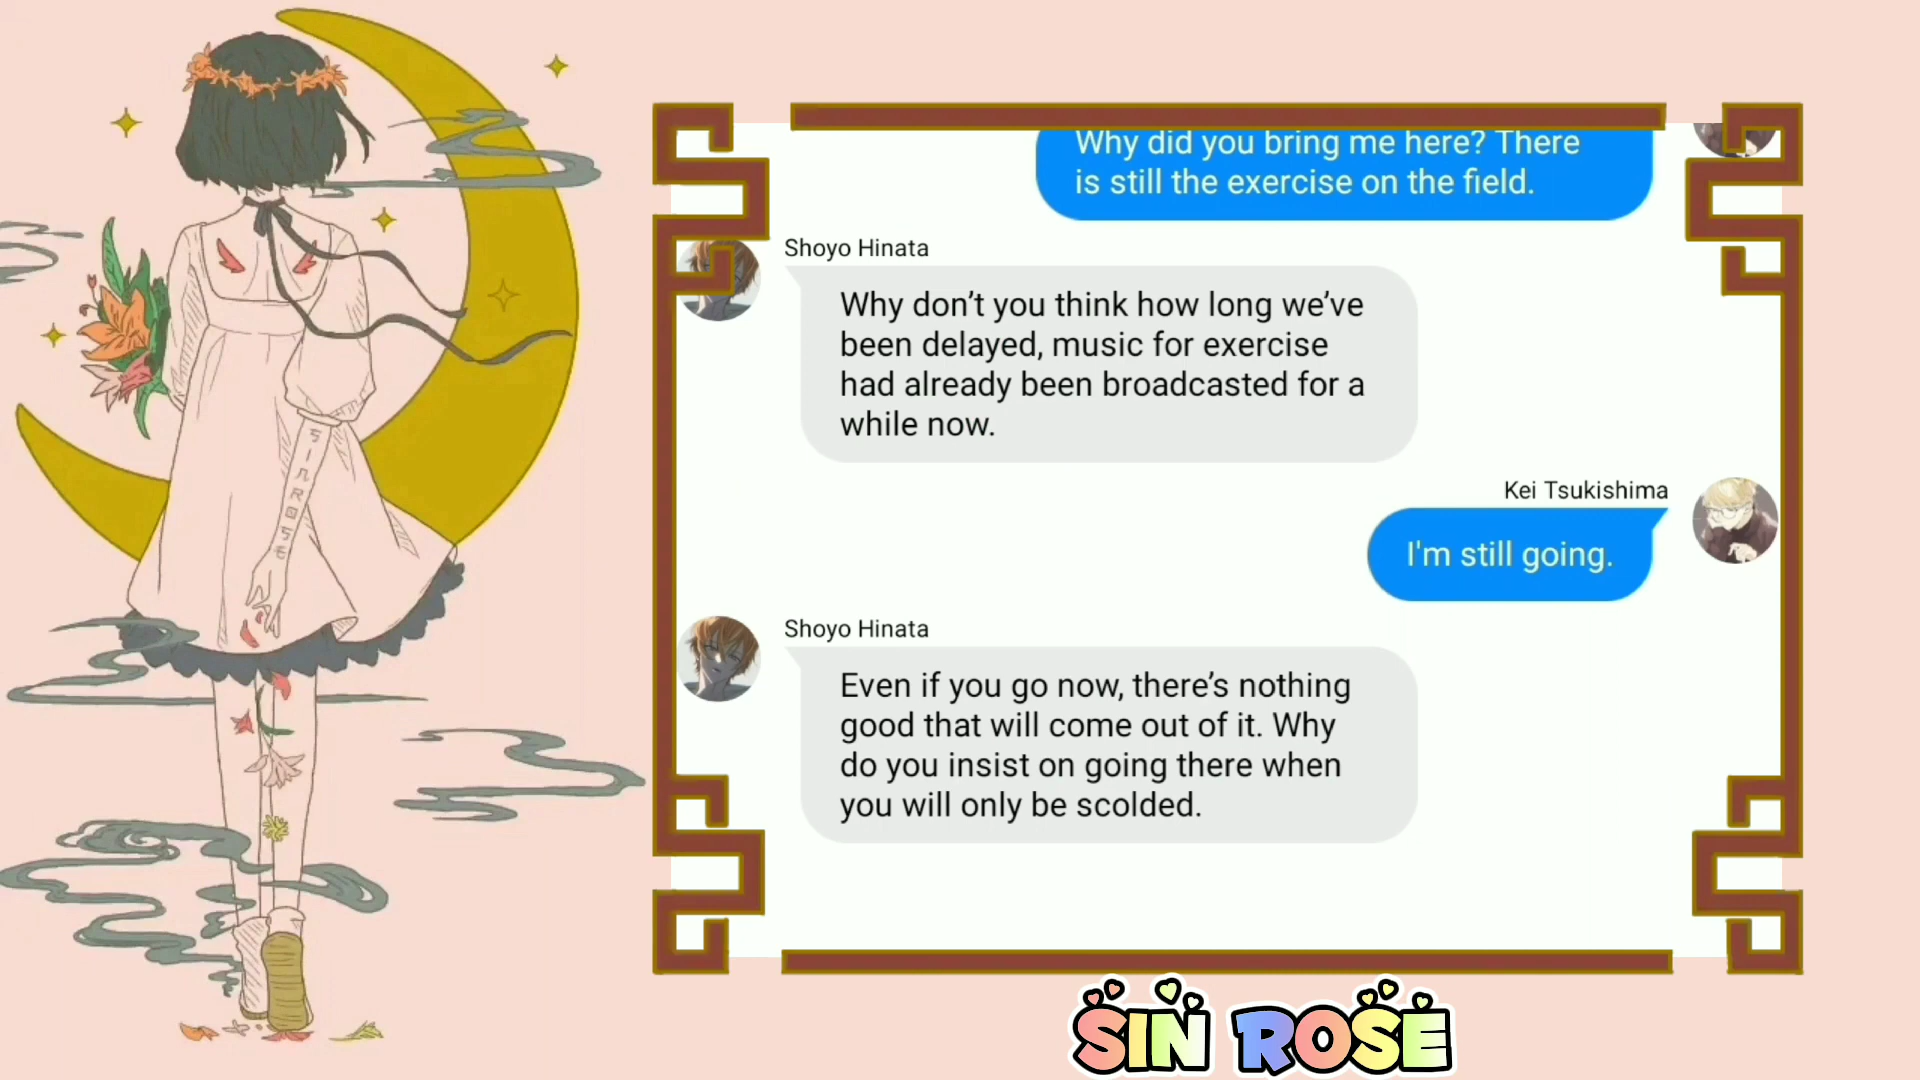 Why did you bring me here? There
is still the exercise on the field.
Shoyo Hinata
Why don’t you think how long we’ve
been delayed, music for exercise
had already been broadcasted for a
while now.
Kei Tsukishima
I'm still going.
Shoyo Hinata
Even if you go now, there’s nothing
good that will come out of it. Why
do you insist on going there when
you will only be scolded.
SINROSE
SIN ROSE